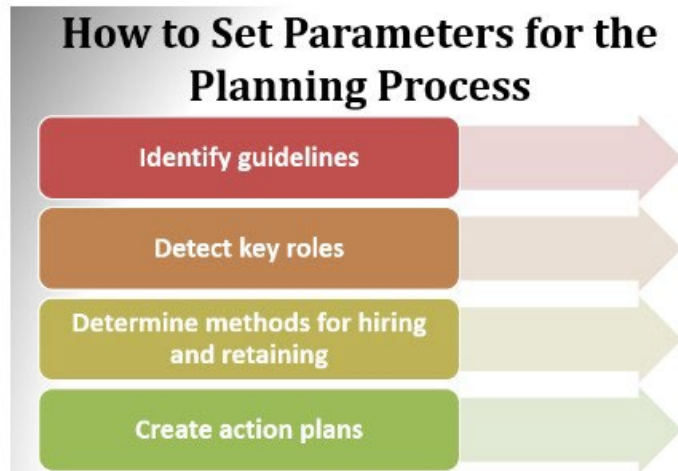 How to Set Parameters for the
Planning Process
Identify guidelines
Detect key roles
Determine methods for hiring
and retaining
Create action plans